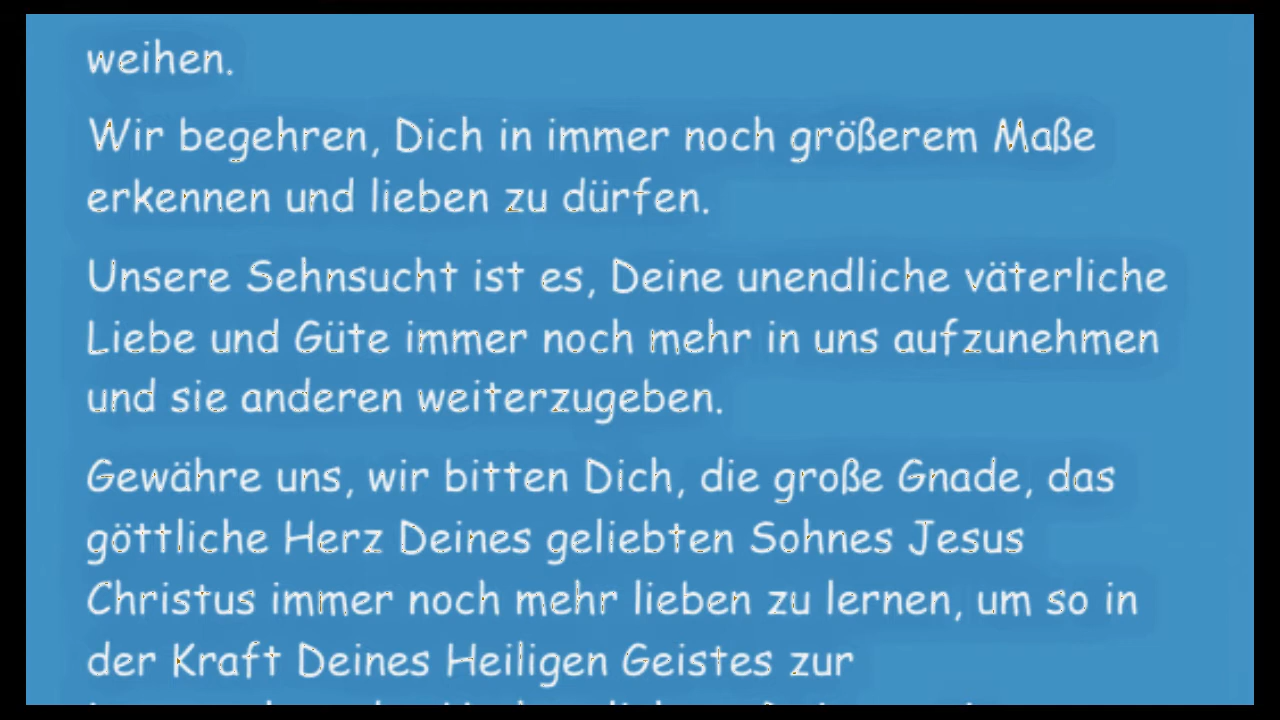 weihen.
Wir begehren, Dich in immer noch größerem Maße
erkennen und lieben zu dürfen.
Unsere Sehnsucht ist es, Deine unendliche väterliche
Liebe und Güte immer noch mehr in uns aufzunehmen
und sie anderen weiterzugeben.
Gewähre uns, wir bitten Dich, die große Gnade, das
göttliche Herz Deines geliebten Sohnes Jesus
Christus immer noch mehr lieben zu lernen, um so in
der Kraft Deines Heiligen Geistes zur